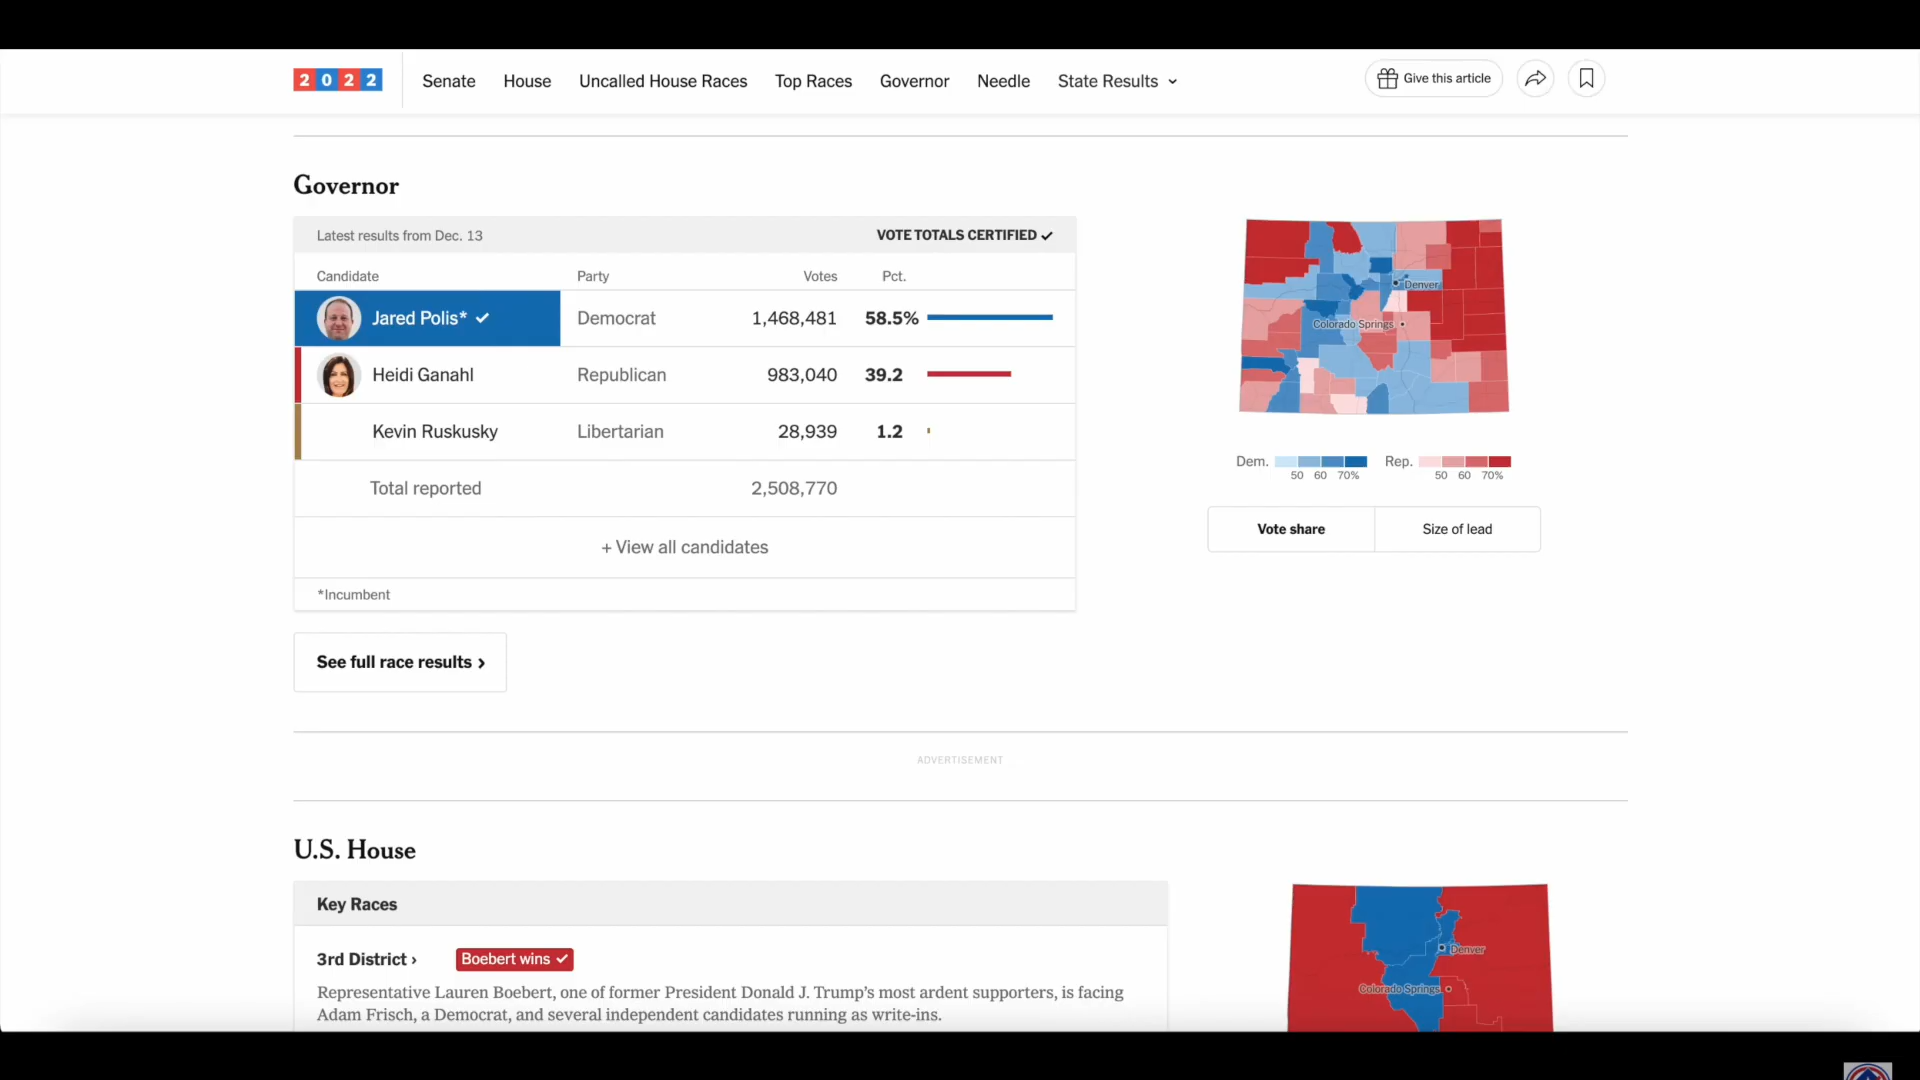 2022
Senate House Uncalled House Races Top Races Governor Needle State Results
Give this article
Governor
Latest results from Dec. 13 VOTE TOTALS CERTIFIED
Candidate Party Votes Pct.
Jared Polis* Democrat 1,468,481 58.5%
Heidi Ganahl Republican 983,040 39.2
Kevin Ruskusky Libertarian 28,939 1.2
Total reported 2,508,770
+ View all candidates
*Incumbent
See full race results ›
Denver
Colorado Springs
Dem. Rep.
50 60 70% 50 60 70%
Vote share Size of lead
ADVERTISEMENT
U.S. House
Key Races
3rd District › Boebert wins
Representative Lauren Boebert, one of former President Donald J. Trump’s most ardent supporters, is facing
Adam Frisch, a Democrat, and several independent candidates running as write-ins.
Denver
Colorado Springs